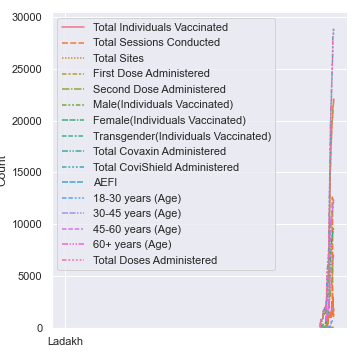 30000
25000
20000
15000
10000
5000
0
Count
Total Individuals Vaccinated
Total Sessions Conducted
Total Sites
First Dose Administered
Second Dose Administered
Male(Individuals Vaccinated)
Female(Individuals Vaccinated)
Transgender(Individuals Vaccinated)
Total Covaxin Administered
Total CoviShield Administered
AEFI
18-30 years (Age)
30-45 years (Age)
45-60 years (Age)
60+ years (Age)
Total Doses Administered
Ladakh